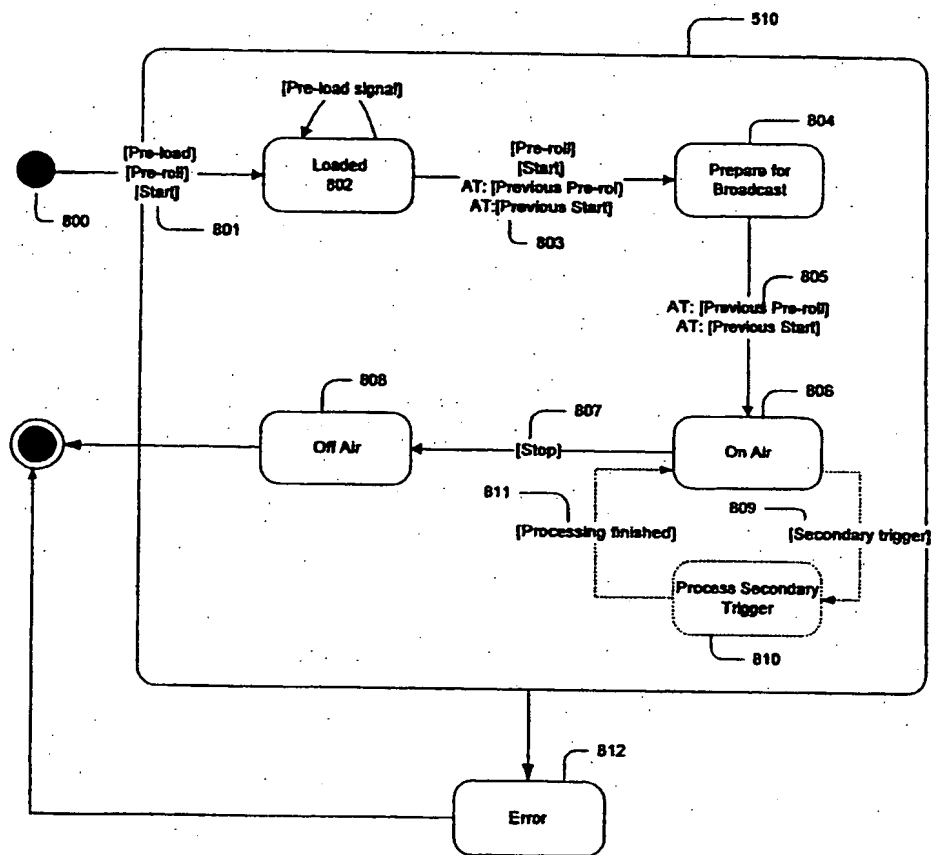 510
[Pre-load signal]
804
[Pre-load]
[Pre-roll]
[Start]
801
800
Loaded
802
[Pre-roll]
[Start]
AT: [Previous Pre-rol]
AT:[Previous Start]
803
Prepare for
Broadcast
805
AT: [Previous Pre-roll]
AT: [Previous Start]
808
807
806
Off Air
[Stop]
On Air
811
809
[Processing finished]
[Secondary trigger]
Process Secondary
Trigger
810
812
Error